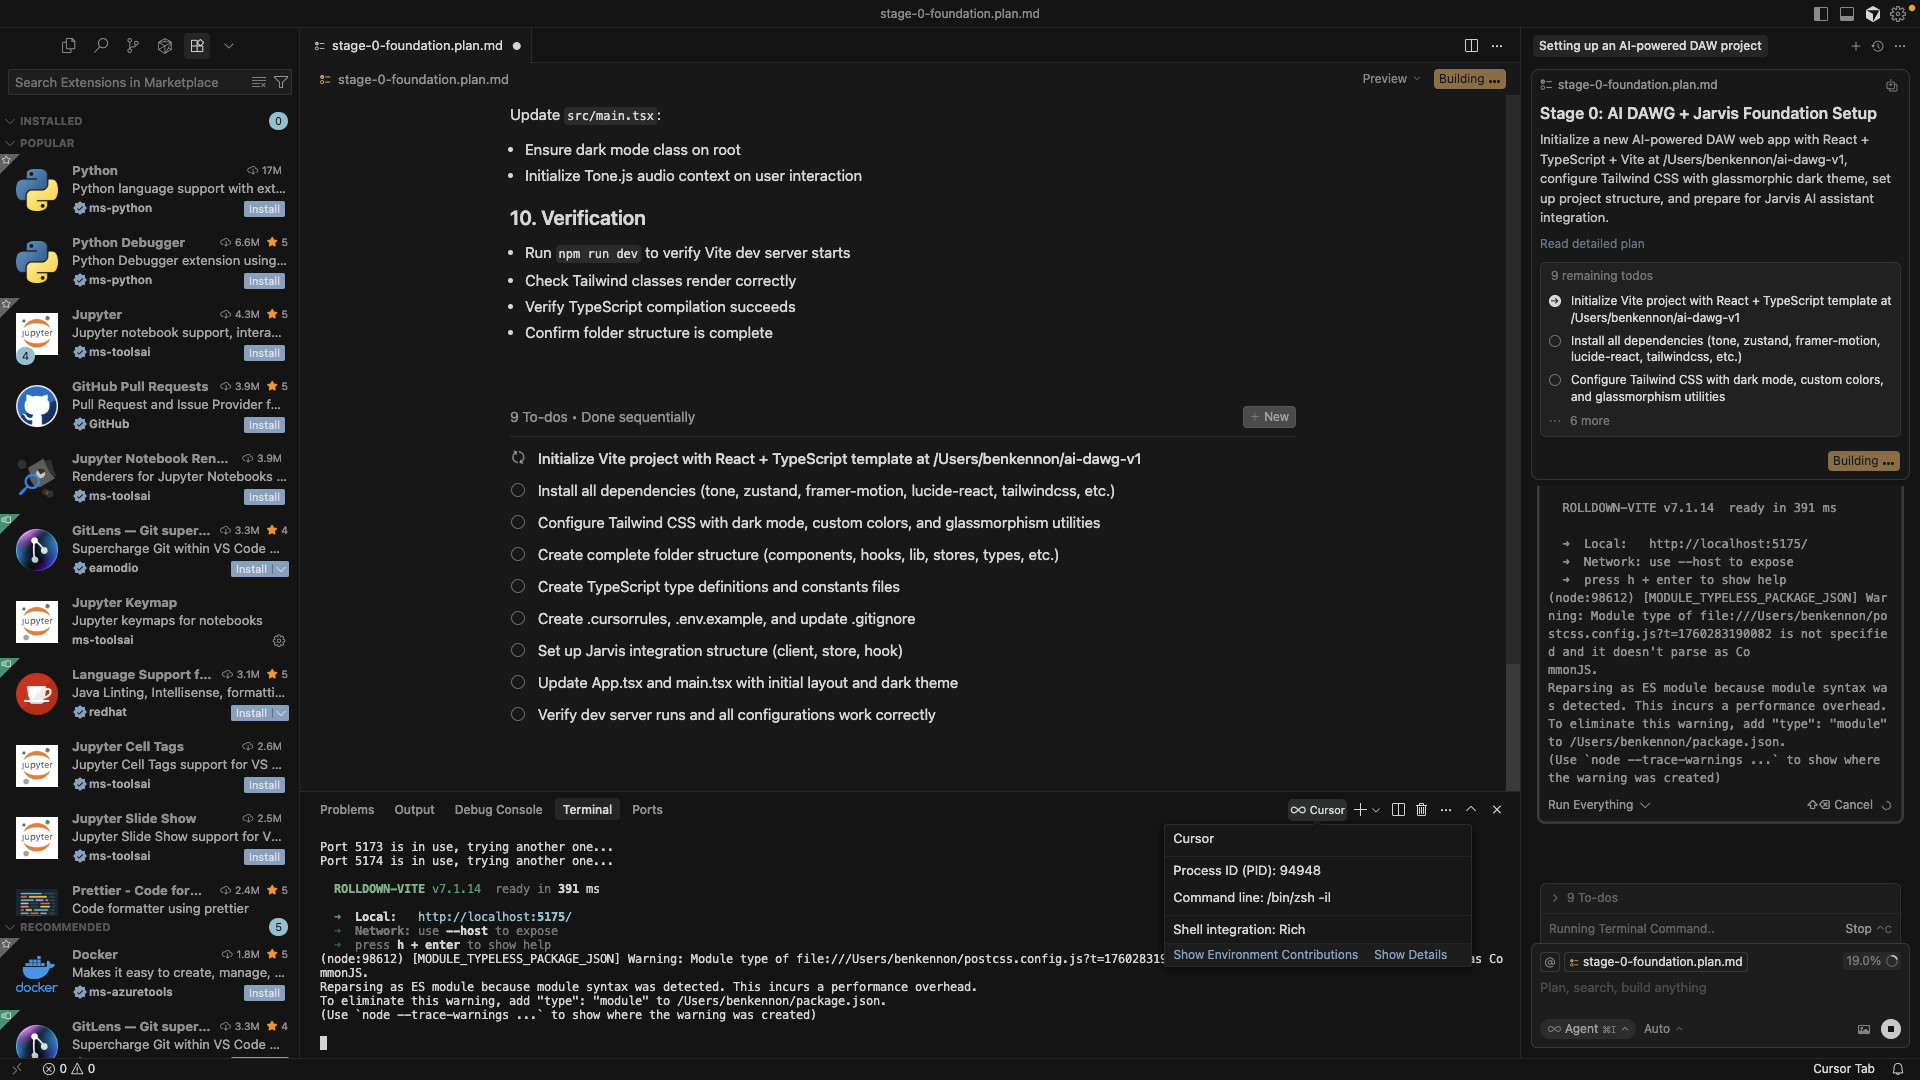 stage-0-foundation.plan.md
Search Extensions in Marketplace
INSTALLED
0
POPULAR
Python
17M
Python language support with ext...
ms-python
Install
Python Debugger
6.6M
5
Python Debugger extension using...
ms-python
Install
Jupyter
4.3M
5
Jupyter notebook support, intera...
ms-toolsai
Install
jupyter
4
GitHub Pull Requests
3.9M
5
Pull Request and Issue Provider f...
GitHub
Install
Jupyter Notebook Ren...
3.9M
Renderers for Jupyter Notebooks ...
ms-toolsai
Install
GitLens — Git super...
3.3M
4
Supercharge Git within VS Code ...
eamodio
Install
jupyter
Jupyter Keymap
Jupyter keymaps for notebooks
ms-toolsai
Language Support f...
3.1M
5
Java Linting, Intellisense, formatti...
redhat
Install
jupyter
Jupyter Cell Tags
2.6M
Jupyter Cell Tags support for VS ...
ms-toolsai
Install
jupyter
Jupyter Slide Show
2.5M
Jupyter Slide Show support for V...
ms-toolsai
Install
Prettier - Code for...
2.4M
5
Code formatter using prettier
RECOMMENDED
5
Docker
1.8M
5
Makes it easy to create, manage, ...
ms-azuretools
Install
docker
GitLens — Git super...
3.3M
4
Supercharge Git within VS Code ...
0
0
stage-0-foundation.plan.md
stage-0-foundation.plan.md
Preview
Building ...
Update src/main.tsx:
• Ensure dark mode class on root
• Initialize Tone.js audio context on user interaction
10. Verification
• Run npm run dev to verify Vite dev server starts
• Check Tailwind classes render correctly
• Verify TypeScript compilation succeeds
• Confirm folder structure is complete
9 To-dos • Done sequentially
+ New
Initialize Vite project with React + TypeScript template at /Users/benkennon/ai-dawg-v1
Install all dependencies (tone, zustand, framer-motion, lucide-react, tailwindcss, etc.)
Configure Tailwind CSS with dark mode, custom colors, and glassmorphism utilities
Create complete folder structure (components, hooks, lib, stores, types, etc.)
Create TypeScript type definitions and constants files
Create .cursorrules, .env.example, and update .gitignore
Set up Jarvis integration structure (client, store, hook)
Update App.tsx and main.tsx with initial layout and dark theme
Verify dev server runs and all configurations work correctly
Problems
Output
Debug Console
Terminal
Ports
Cursor
Port 5173 is in use, trying another one...
Port 5174 is in use, trying another one...
ROLLDOWN-VITE v7.1.14 ready in 391 ms
➜ Local: http://localhost:5175/
➜ Network: use --host to expose
➜ press h + enter to show help
(node:98612) [MODULE_TYPELESS_PACKAGE_JSON] Warning: Module type of file:///Users/benkennon/postcss.config.js?t=176028319
as Co
mmonJS.
Reparsing as ES module because module syntax was detected. This incurs a performance overhead.
To eliminate this warning, add "type": "module" to /Users/benkennon/package.json.
(Use `node --trace-warnings ...` to show where the warning was created)
Cursor
Process ID (PID): 94948
Command line: /bin/zsh -il
Shell integration: Rich
Show Environment Contributions
Show Details
Setting up an AI-powered DAW project
stage-0-foundation.plan.md
Stage 0: AI DAWG + Jarvis Foundation Setup
Initialize a new AI-powered DAW web app with React +
TypeScript + Vite at /Users/benkennon/ai-dawg-v1,
configure Tailwind CSS with glassmorphic dark theme, set
up project structure, and prepare for Jarvis AI assistant
integration.
Read detailed plan
9 remaining todos
Initialize Vite project with React + TypeScript template at
/Users/benkennon/ai-dawg-v1
Install all dependencies (tone, zustand, framer-motion,
lucide-react, tailwindcss, etc.)
Configure Tailwind CSS with dark mode, custom colors,
and glassmorphism utilities
... 6 more
Building ...
ROLLDOWN-VITE v7.1.14 ready in 391 ms
➜ Local: http://localhost:5175/
➜ Network: use --host to expose
➜ press h + enter to show help
(node:98612) [MODULE_TYPELESS_PACKAGE_JSON] War
ning: Module type of file:///Users/benkennon/po
stcss.config.js?t=1760283190082 is not specifie
d and it doesn't parse as Co
mmonJS.
Reparsing as ES module because module syntax wa
s detected. This incurs a performance overhead.
To eliminate this warning, add "type": "module"
to /Users/benkennon/package.json.
(Use `node --trace-warnings ...` to show where
the warning was created)
Run Everything
Cancel
9 To-dos
Running Terminal Command..
Stop ^C
@
stage-0-foundation.plan.md
19.0%
Plan, search, build anything
Agent ⌘I
Auto
Cursor Tab